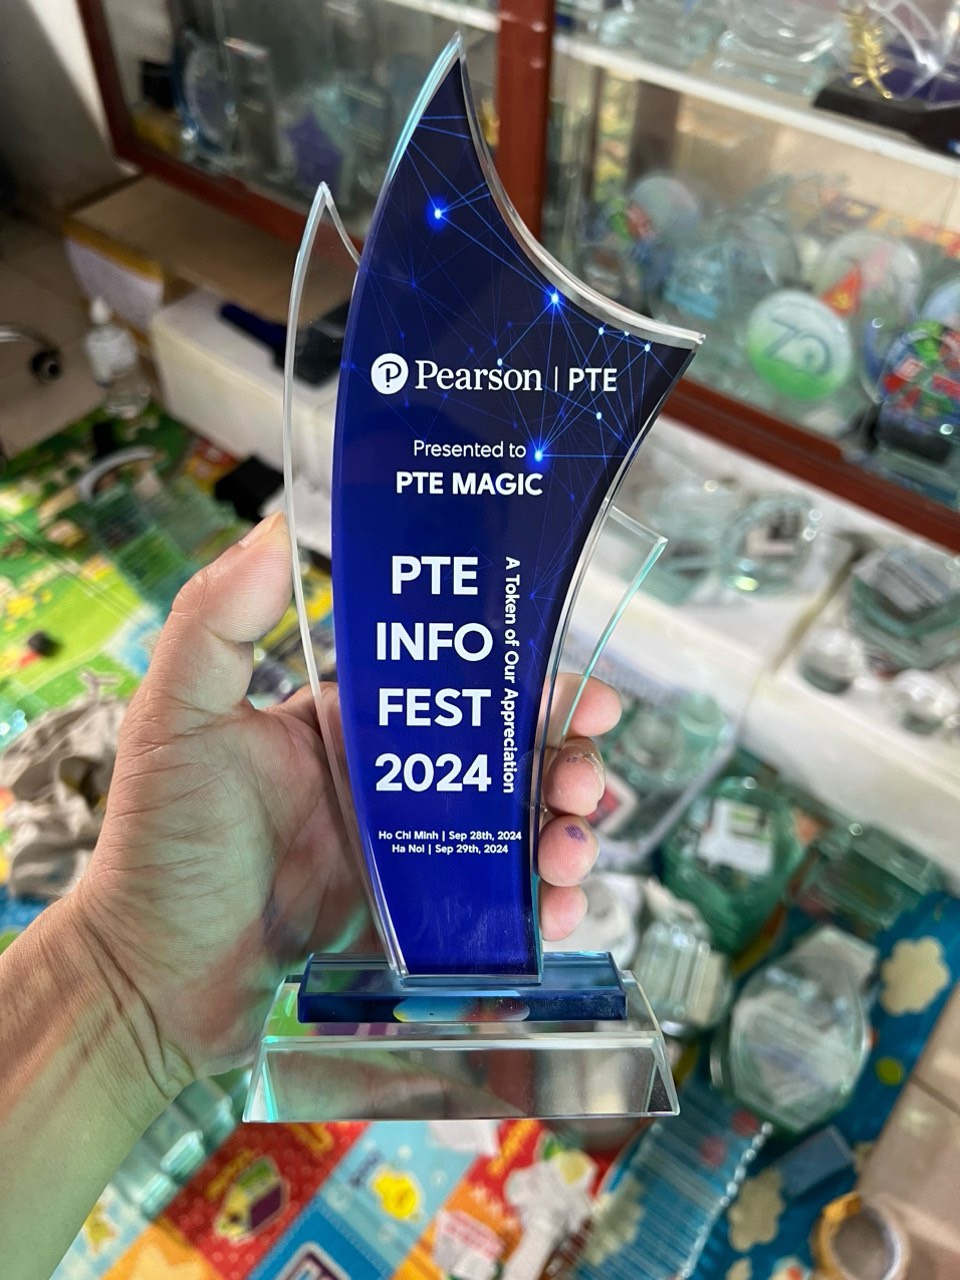 Pearson | PTE
Presented to
PTE MAGIC
PTE
INFO
FEST
2024
A Token of Our Appreciation
Ho Chi Minh | Sep 28th, 2024
Ha Noi | Sep 29th, 2024